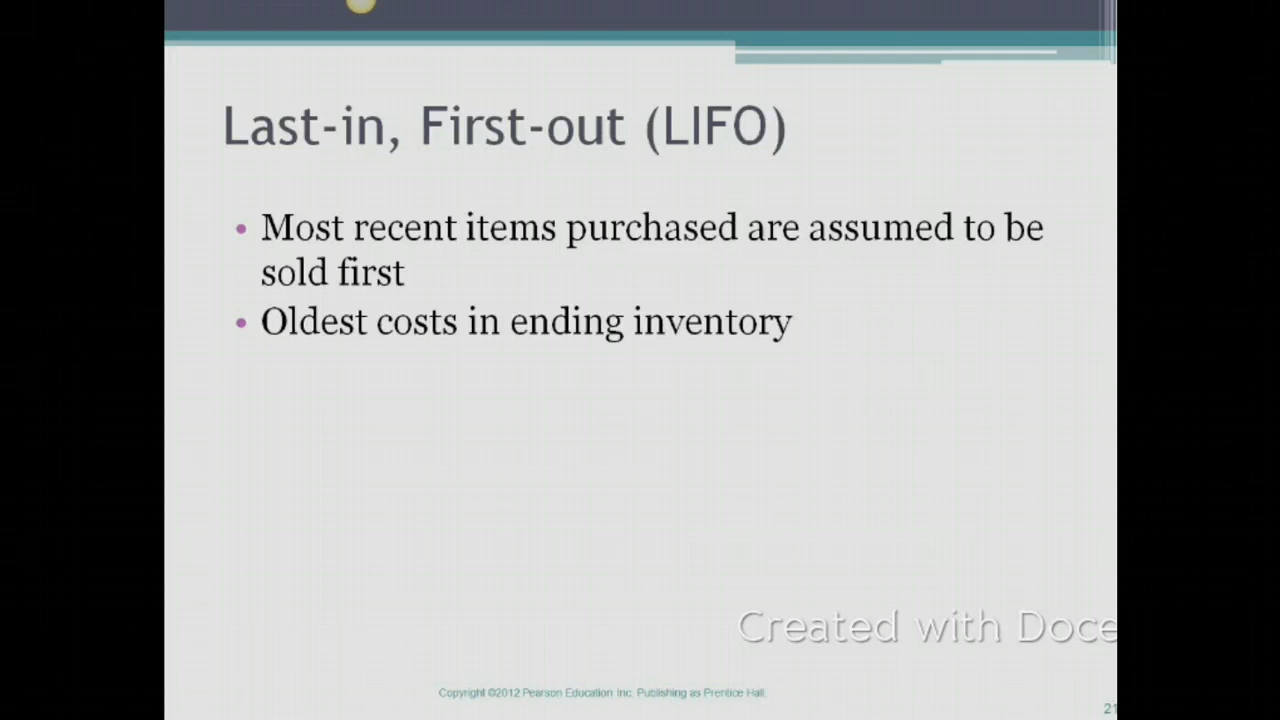 Last-in, First-out (LIFO)
• Most recent items purchased are assumed to be
sold first
• Oldest costs in ending inventory
Created with Doce
Copyright ©2012 Pearson Education Inc. Publishing as Prentice Hall.
21